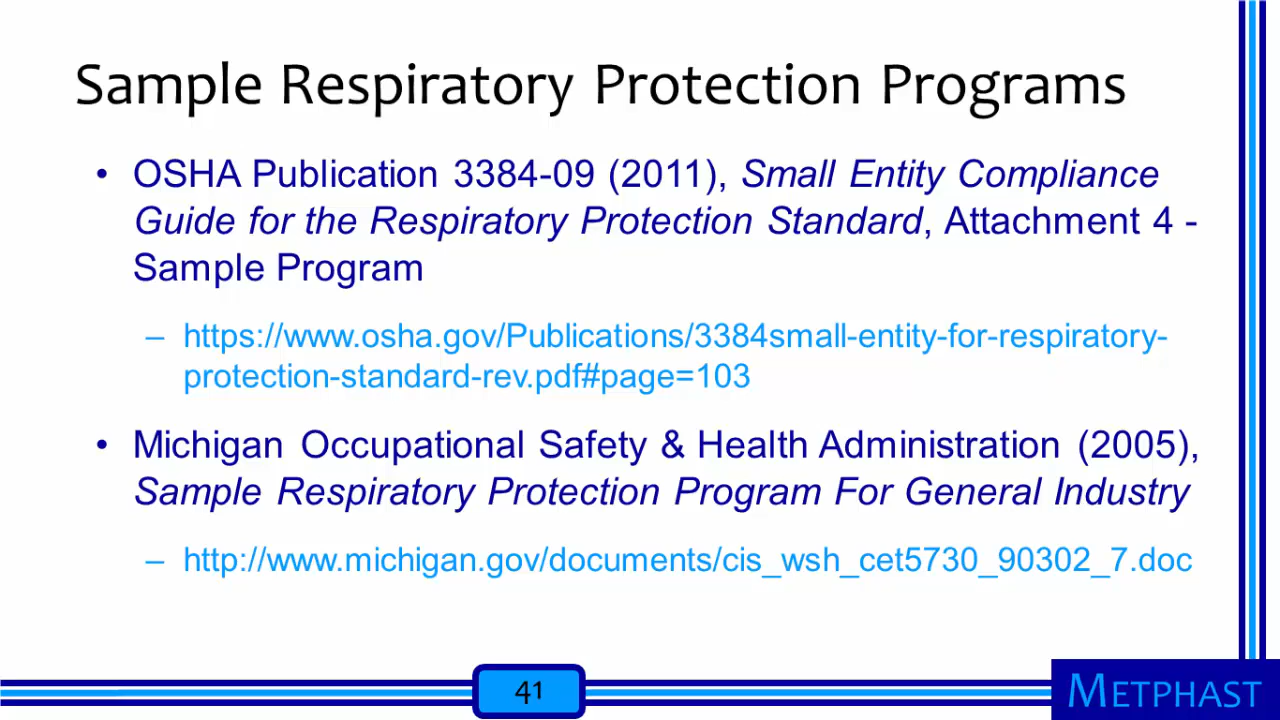 Sample Respiratory Protection Programs
• OSHA Publication 3384-09 (2011), Small Entity Compliance
Guide for the Respiratory Protection Standard, Attachment 4 -
Sample Program
– https://www.osha.gov/Publications/3384small-entity-for-respiratory-
protection-standard-rev.pdf#page=103
• Michigan Occupational Safety & Health Administration (2005),
Sample Respiratory Protection Program For General Industry
– http://www.michigan.gov/documents/cis_wsh_cet5730_90302_7.doc
41
METPHAST